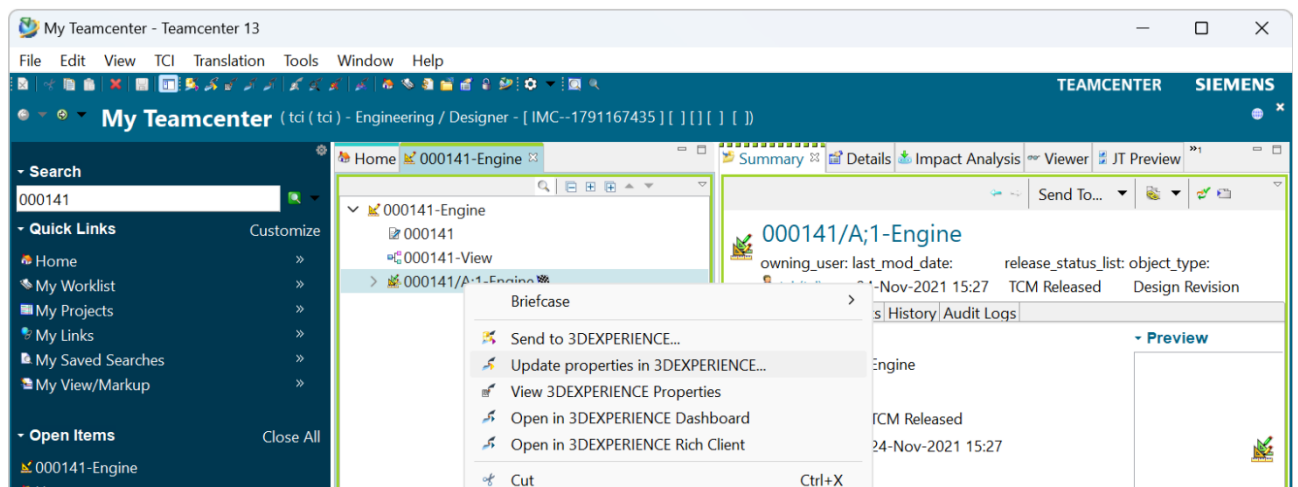 My Teamcenter - Teamcenter 13
File Edit View TCI Translation Tools Window Help
TEAMCENTER SIEMENS
My Teamcenter ( tci ( tci ) - Engineering / Designer - [ IMC--1791167435 ] [ ] [ ] [ ] [ ])
Search
000141
Quick Links Customize
Home »
My Worklist »
My Projects »
My Links »
My Saved Searches »
My View/Markup »
Open Items Close All
000141-Engine
Home 000141-Engine
000141-Engine
000141
000141-View
000141/A;1-Engine
Briefcase
Send to 3DEXPERIENCE...
Update properties in 3DEXPERIENCE...
View 3DEXPERIENCE Properties
Open in 3DEXPERIENCE Dashboard
Open in 3DEXPERIENCE Rich Client
Cut Ctrl+X
Summary Details Impact Analysis Viewer JT Preview »1
Send To...
000141/A;1-Engine
owning_user: last_mod_date: release_status_list: object_type:
-Nov-2021 15:27 TCM Released Design Revision
History Audit Logs
Preview
Engine
TCM Released
24-Nov-2021 15:27